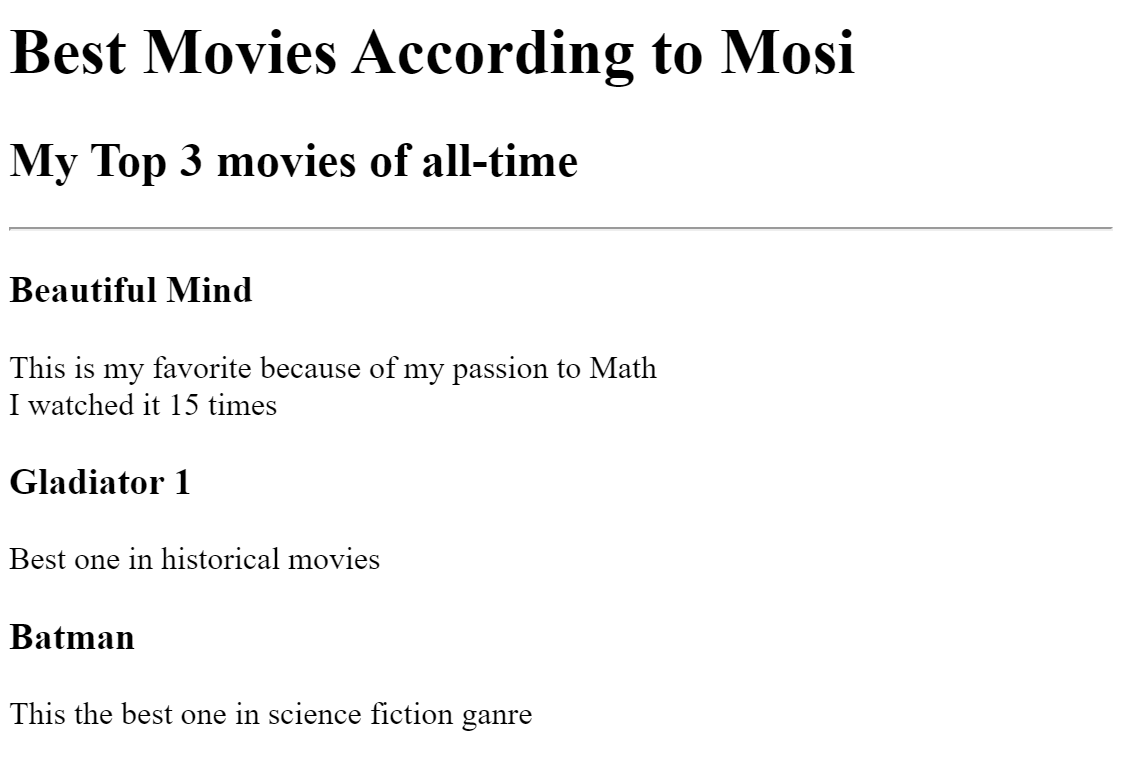 Best Movies According to Mosi
My Top 3 movies of all-time
Beautiful Mind
This is my favorite because of my passion to Math
I watched it 15 times
Gladiator 1
Best one in historical movies
Batman
This the best one in science fiction ganre